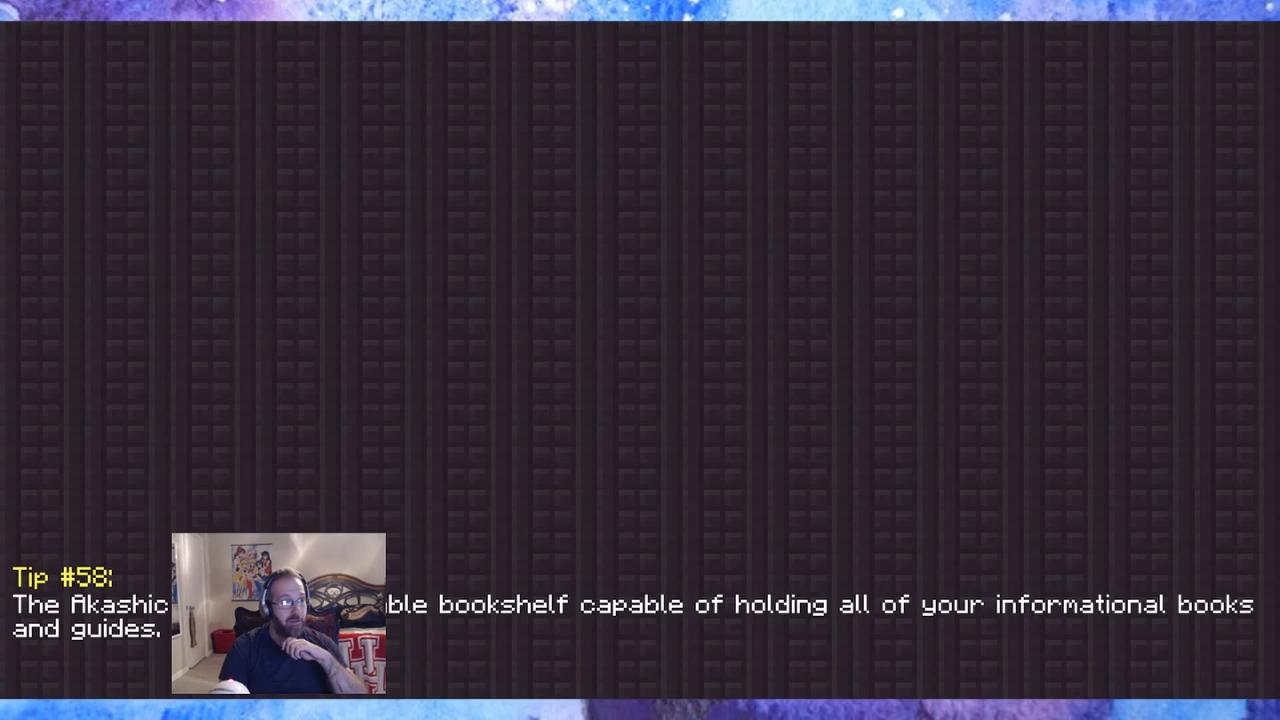 Tip #58:
The Akashic ble bookshelf capable of holding all of your informational books
and guides.